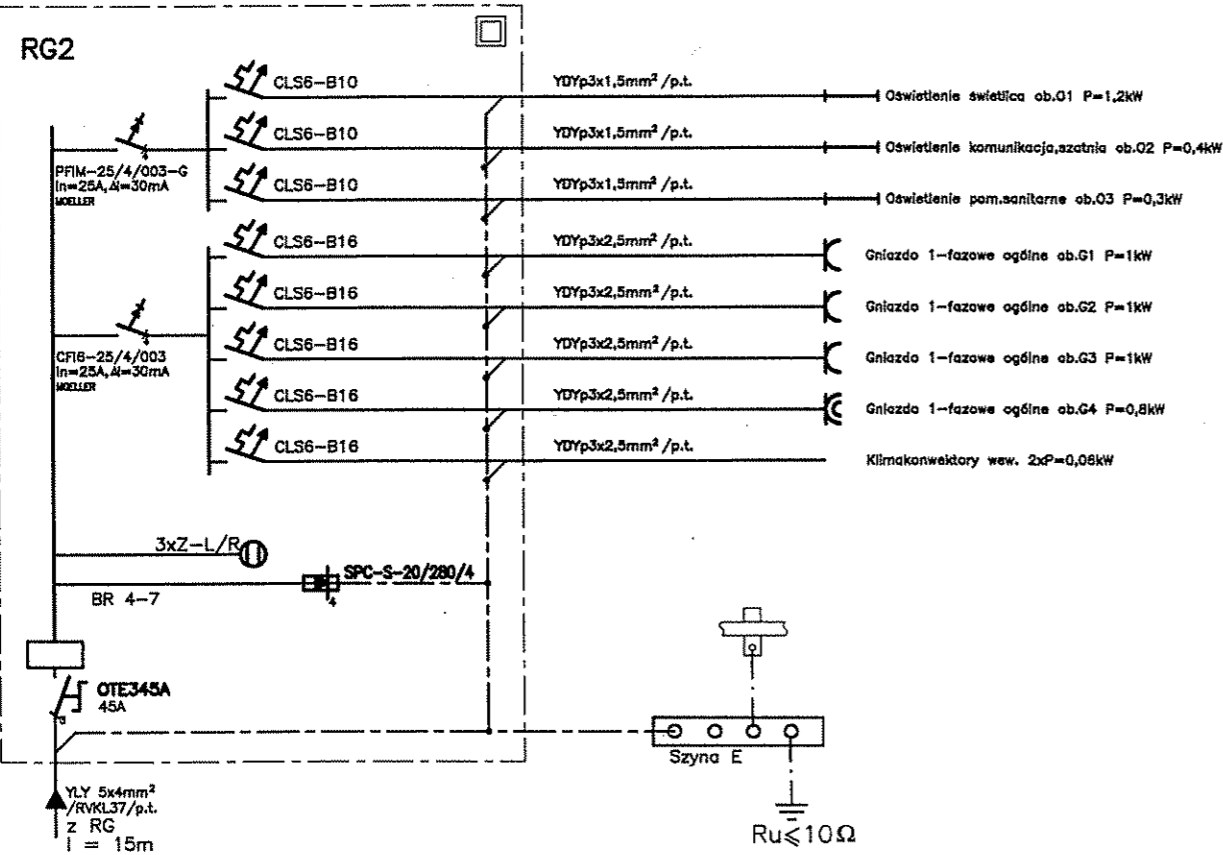 RG2
CLS6-B10
YDYp3x1,5mm² /p.t.
Oświetlenie świetlica ob.O1 P=1,2kW
CLS6-B10
YDYp3x1,5mm² /p.t.
Oświetlenie komunikacja,szatnia ob.O2 P=0,4kW
PFIM-25/4/003-G
In=25A,Δi=30mA
MOELLER
CLS6-B10
YDYp3x1,5mm² /p.t.
Oświetlenie pom.sanitarne ob.O3 P=0,3kW
CLS6-B16
YDYp3x2,5mm² /p.t.
Gniazdo 1-fazowe ogólne ob.G1 P=1kW
CLS6-B16
YDYp3x2,5mm² /p.t.
Gniazdo 1-fazowe ogólne ob.G2 P=1kW
CFI6-25/4/003
In=25A,Δi=30mA
MOELLER
CLS6-B16
YDYp3x2,5mm² /p.t.
Gniazdo 1-fazowe ogólne ob.G3 P=1kW
CLS6-B16
YDYp3x2,5mm² /p.t.
Gniazdo 1-fazowe ogólne ob.G4 P=0,8kW
CLS6-B16
YDYp3x2,5mm² /p.t.
Klimakonwektory wew. 2xP=0,06kW
3xZ-L/R
SPC-S-20/280/4
4
BR 4-7
OTE345A
45A
3
Szyna E
YLY 5x4mm²
/RVKL37/p.t.
z RG
l = 15m
Ru≤10Ω